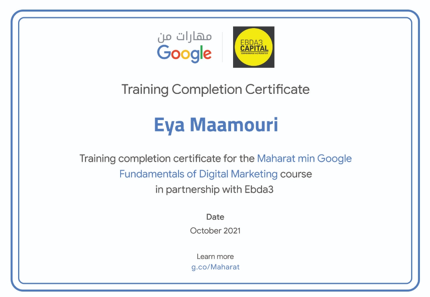 مهارات من
Google
EBDA3
CAPITAL
Training Completion Certificate
Eya Maamouri
Training completion certificate for the Maharat min Google
Fundamentals of Digital Marketing course
in partnership with Ebda3
Date
October 2021
Learn more
g.co/Maharat